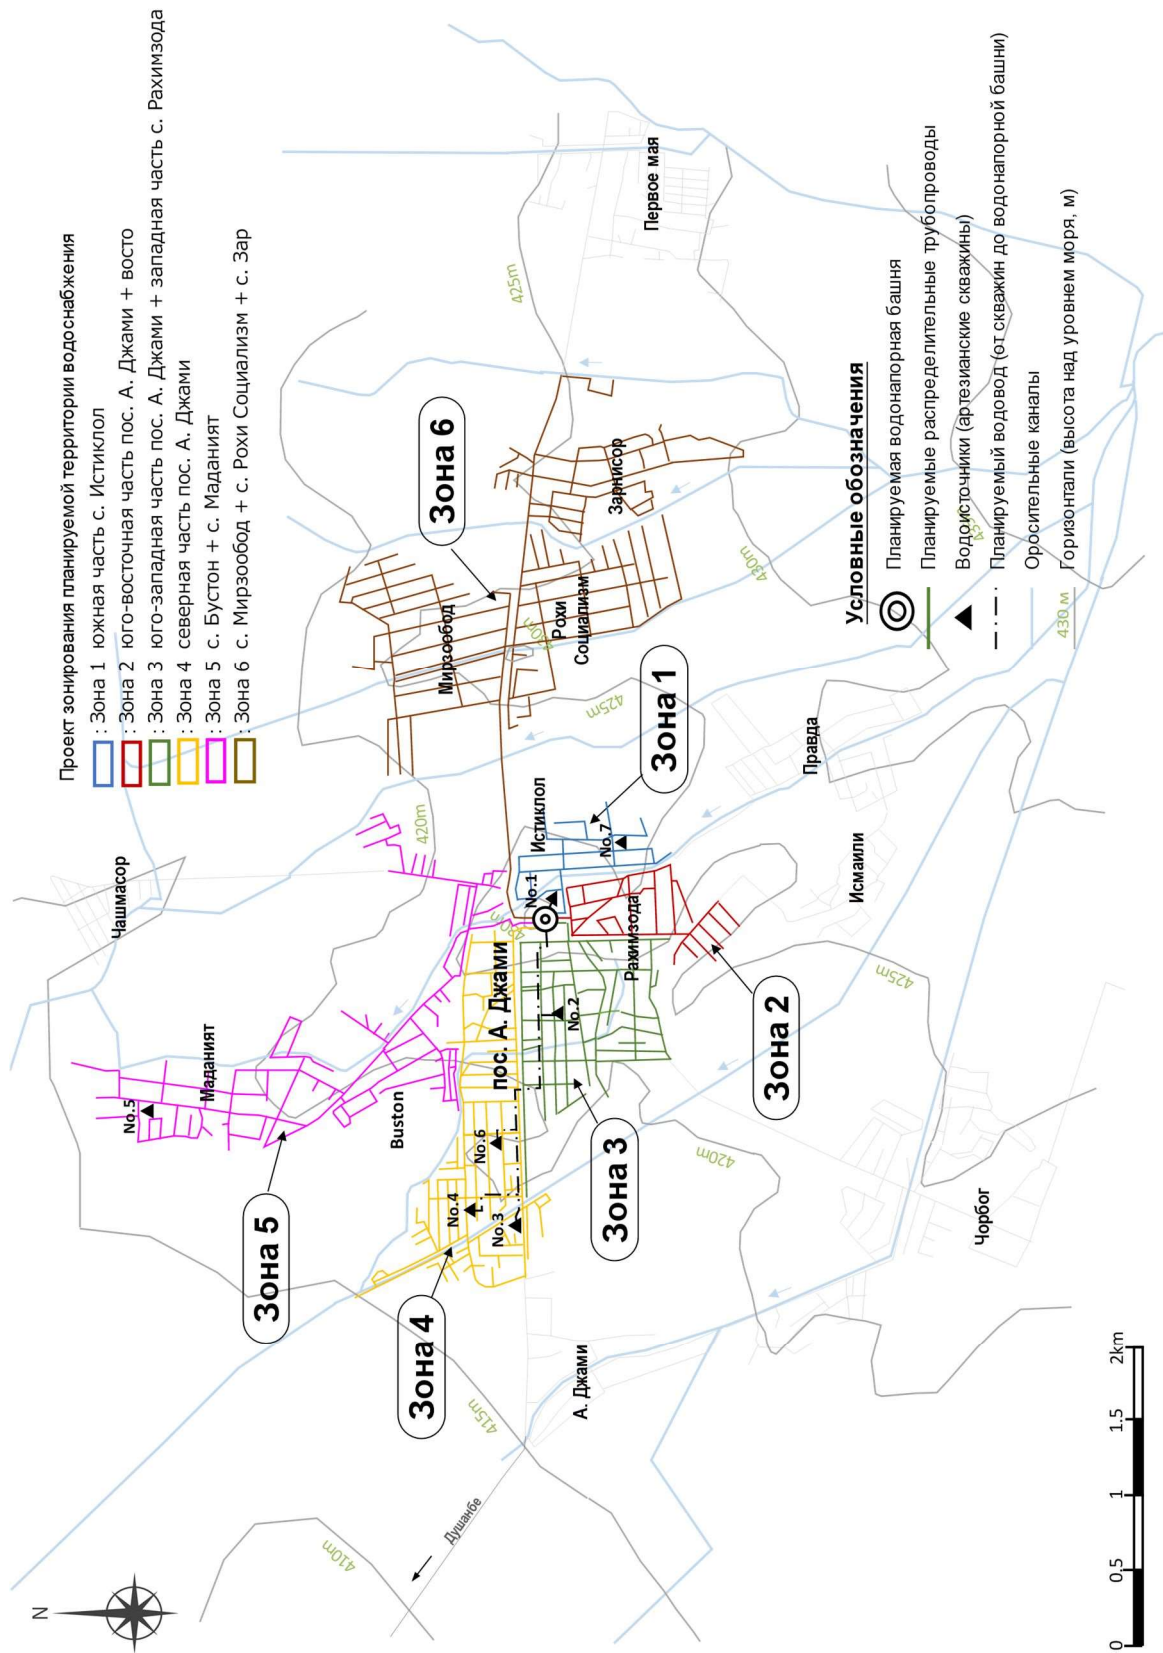 Проект зонирования планируемой территории водоснабжения
: Зона 1 южная часть с. Истиклол
: Зона 2 юго-восточная часть пос. А. Джами + восто
: Зона 3 юго-западная часть пос. А. Джами + западная часть с. Рахимзода
: Зона 4 северная часть пос. А. Джами
: Зона 5 с. Бустон + с. Маданият
: Зона 6 с. Мирзообод + с. Рохи Социализм + с. Зар
N
Душанбе
410m
415m
А. Джами
Зона 4
Зона 5
Зона 3
Зона 2
Зона 1
Зона 6
No.5
Маданият
Buston
No.4
No.3
No.6
пос. А. Джами
No.2
Рахимзода
No.1
No.7
Истиклол
420m
420m
420m
425m
425m
425m
430m
430m
Чашмасор
Мирзообод
Рохи
Социализм
Зарнисор
Первое мая
Правда
Исмаили
Чорбог
Условные обозначения
Планируемая водонапорная башня
Планируемые распределительные трубопроводы
Водоисточники (артезианские скважины)
Планируемый водовод (от скважин до водонапорной башни)
Оросительные каналы
430 м Горизонтали (высота над уровнем моря, м)
0 0.5 1 1.5 2km